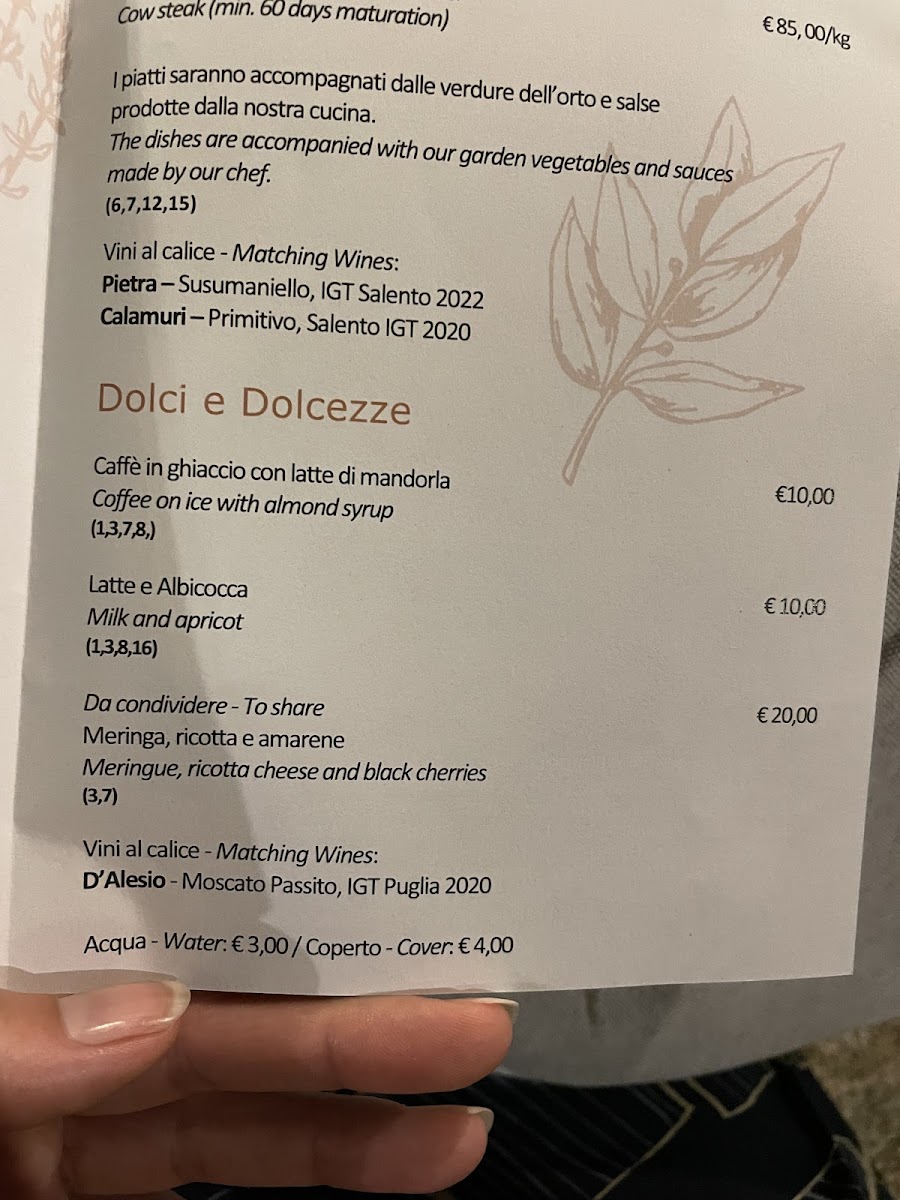 Cow steak (min. 60 days maturation) €85,00/kg
I piatti saranno accompagnati dalle verdure dell'orto e salse
prodotte dalla nostra cucina.
The dishes are accompanied with our garden vegetables and sauces
made by our chef.
(6,7,12,15)
Vini al calice - Matching Wines:
Pietra – Susumaniello, IGT Salento 2022
Calamuri – Primitivo, Salento IGT 2020
Dolci e Dolcezze
Caffè in ghiaccio con latte di mandorla €10,00
Coffee on ice with almond syrup
(1,3,7,8,)
Latte e Albicocca € 10,00
Milk and apricot
(1,3,8,16)
Da condividere - To share € 20,00
Meringa, ricotta e amarene
Meringue, ricotta cheese and black cherries
(3,7)
Vini al calice - Matching Wines:
D'Alesio - Moscato Passito, IGT Puglia 2020
Acqua - Water: € 3,00 / Coperto - Cover: € 4,00